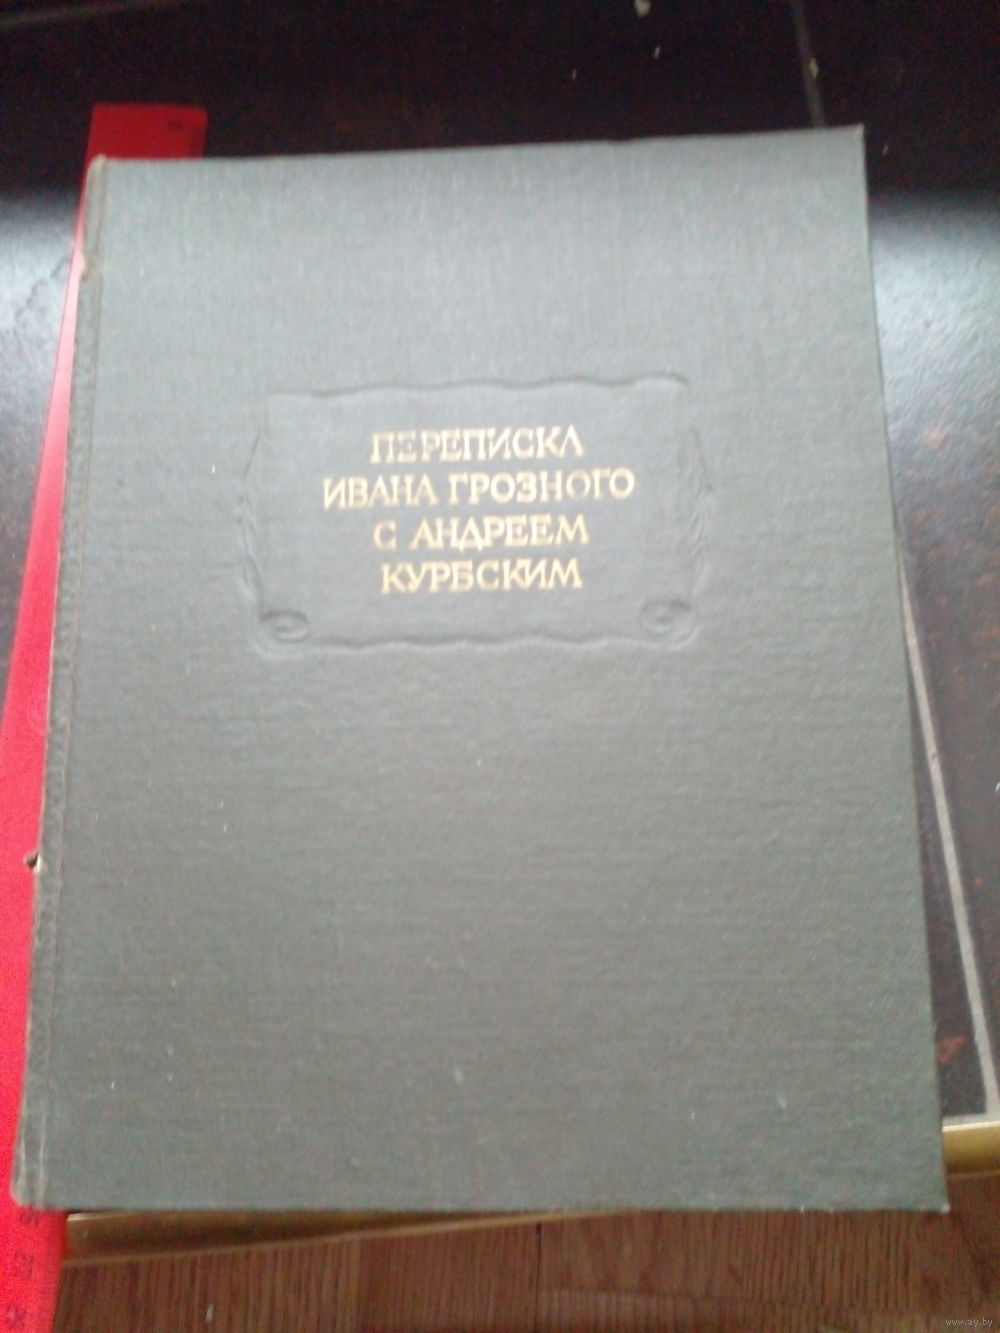 ПЕРЕПИСКА
ИВАНА ГРОЗНОГО
С АНДРЕЕМ
КУРБСКИМ
www.ay.by